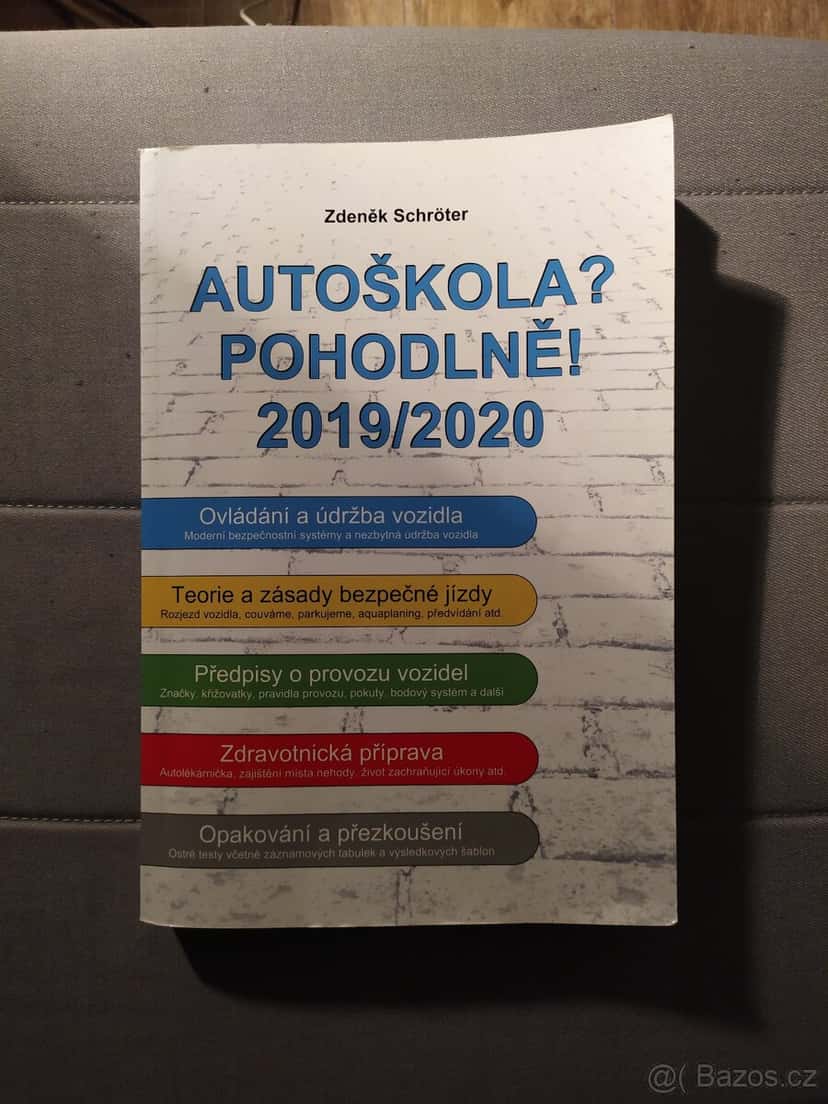 Zdeněk Schröter
AUTOŠKOLA?
POHODLNĚ!
2019/2020
Ovládání a údržba vozidla
Moderní bezpečnostní systémy a nezbytná údržba vozidla
Teorie a zásady bezpečné jízdy
Rozjezd vozidla, couváme, parkujeme, aquaplaning, předvídání atd.
Předpisy o provozu vozidel
Značky, křižovatky, pravidla provozu, pokuty, bodový systém a další
Zdravotnická příprava
Autolékárnička, zajištění místa nehody, život zachraňující úkony atd.
Opakování a přezkoušení
Ostré testy včetně záznamových tabulek a výsledkových šablon
@( Bazos.cz